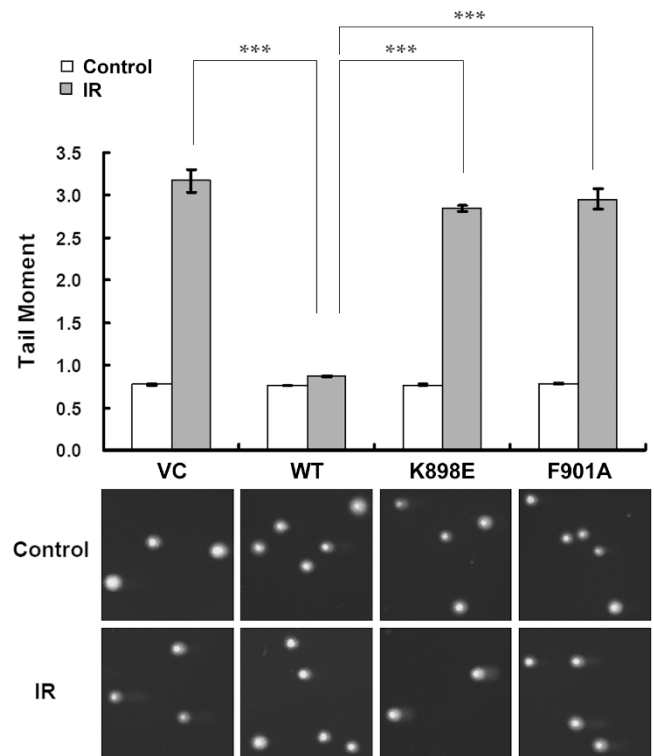 ***
***
***
Control
IR
3.5
3.0
2.5
2.0
1.5
1.0
0.5
0.0
Tail Moment
VC WT K898E F901A
Control
IR